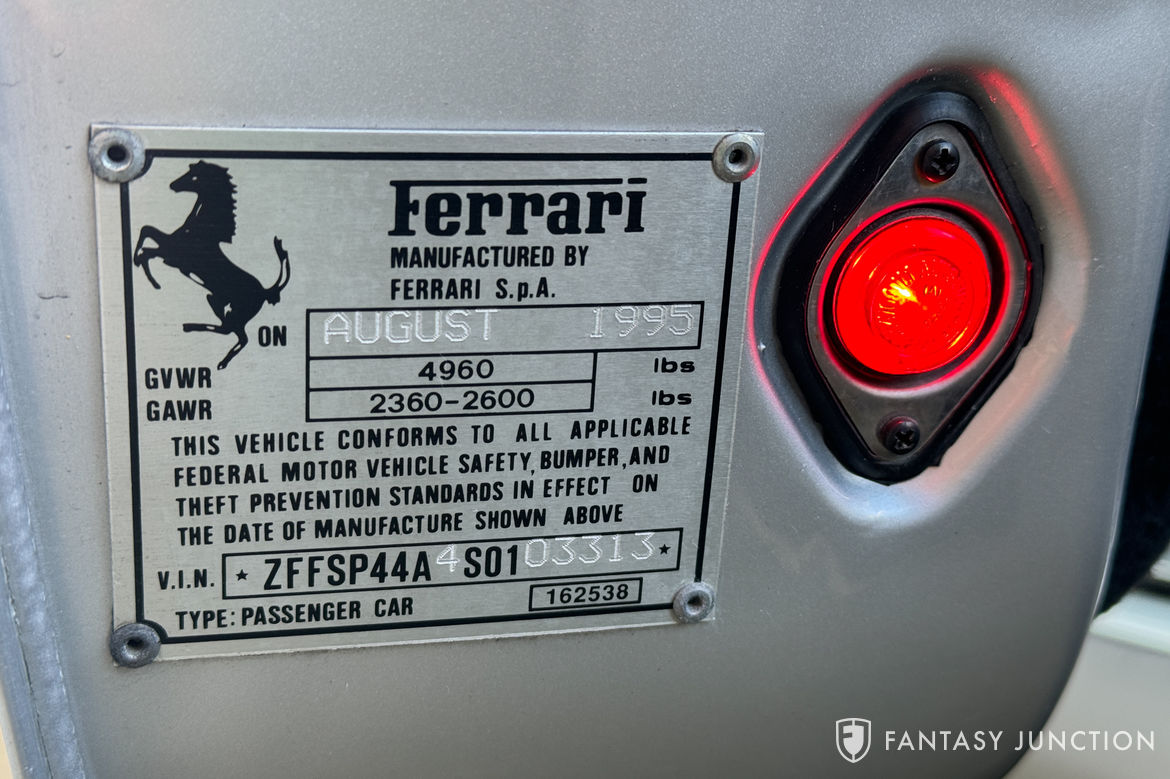 Ferrari
MANUFACTURED BY
FERRARI S.p.A.
ON AUGUST 1995
GVWR 4960 lbs
GAWR 2360-2600 lbs
THIS VEHICLE CONFORMS TO ALL APPLICABLE
FEDERAL MOTOR VEHICLE SAFETY, BUMPER, AND
THEFT PREVENTION STANDARDS IN EFFECT ON
THE DATE OF MANUFACTURE SHOWN ABOVE
V.I.N. * ZFFSP44A4S0103313 *
TYPE: PASSENGER CAR 162538
FANTASY JUNCTION